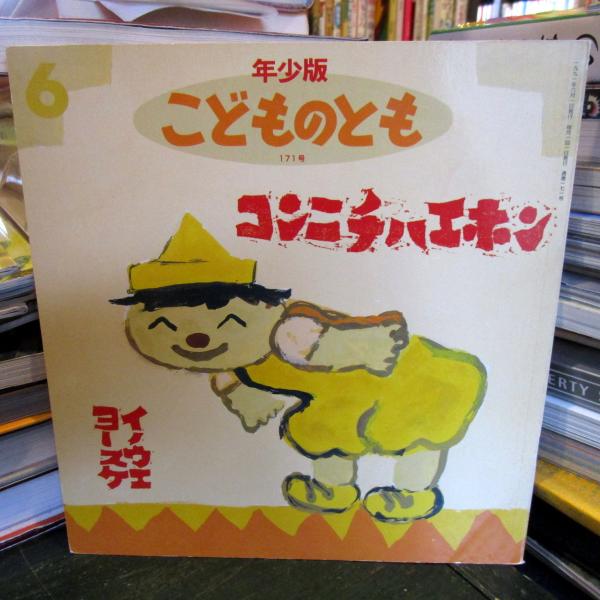 6
年少版
こどものとも
171号
コンニチハエホン
イノウエ
ヨースケ
ERTY